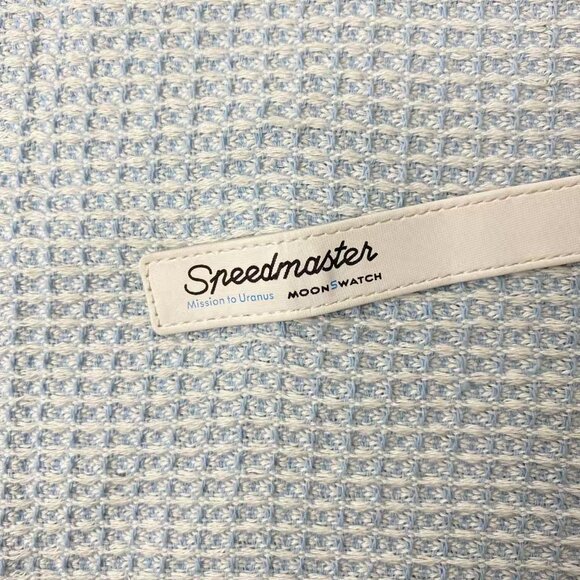 Speedmaster
Mission to Uranus MOONSWATCH